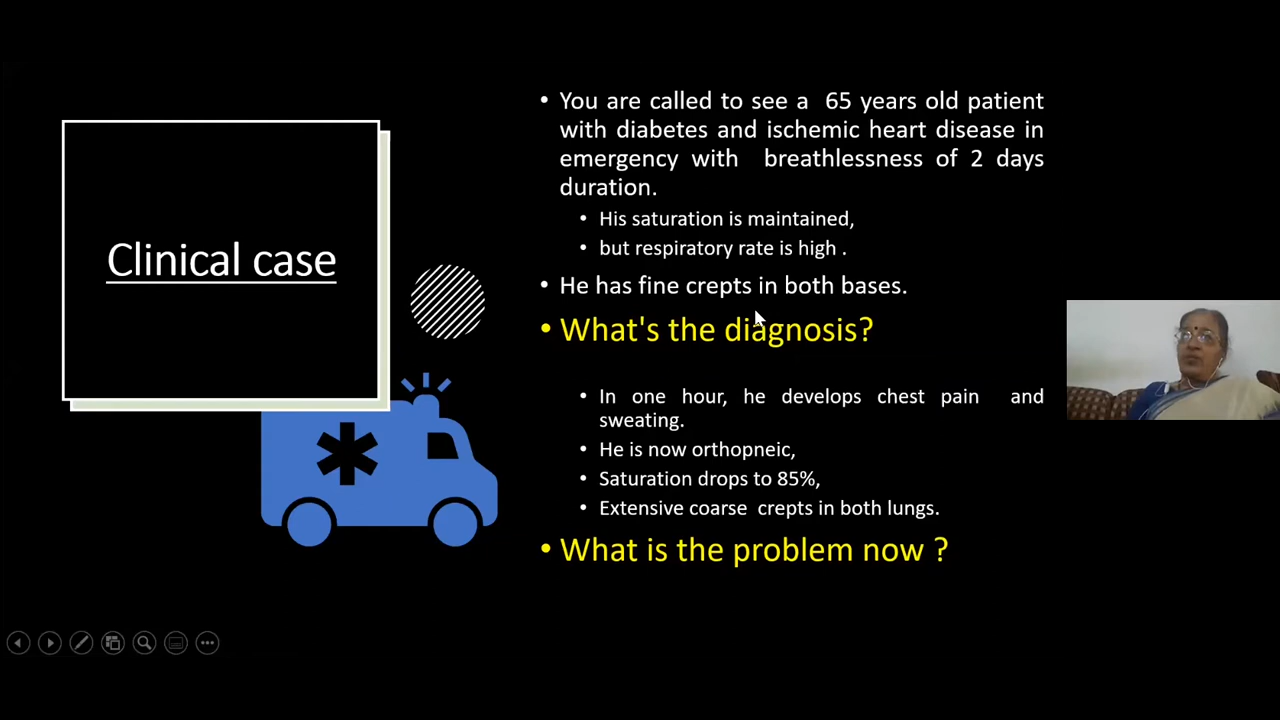 Clinical case
You are called to see a 65 years old patient
with diabetes and ischemic heart disease in
emergency with breathlessness of 2 days
duration.
His saturation is maintained,
but respiratory rate is high .
He has fine crepts in both bases.
What's the diagnosis?
In one hour, he develops chest pain and
sweating.
He is now orthopneic,
Saturation drops to 85%,
Extensive coarse crepts in both lungs.
What is the problem now ?